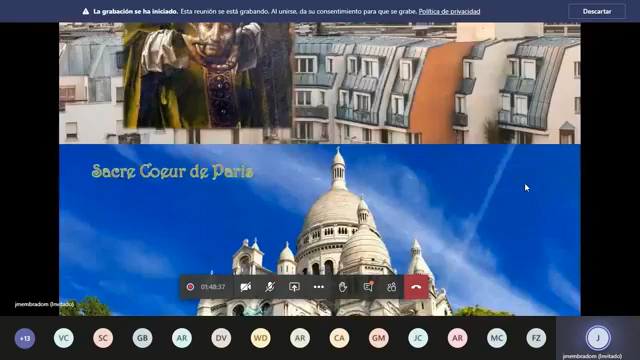 La grabación se ha iniciado. Esta reunión se está grabando. Al unirse, da su consentimiento para que se grabe. Política de privacidad
Descartar
Sacre Coeur de Paris
01:48:37
jmembradom (Invitado)
+13
VC
SC
GB
AR
DV
WD
AR
CA
GM
JC
AR
MC
FZ
J
jmembradom (Invitado)